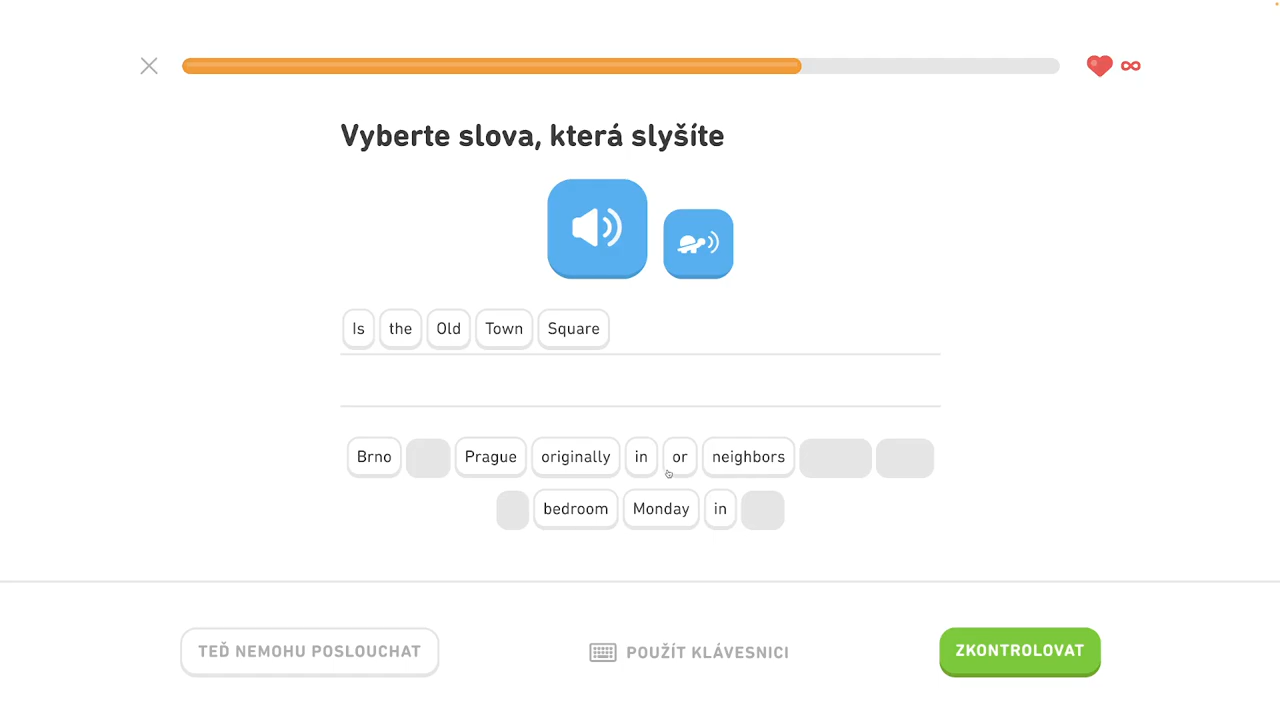 Vyberte slova, která slyšíte
Is the Old Town Square
Brno Prague originally in or neighbors
bedroom Monday in
TEĎ NEMOHU POSLOUCHAT POUŽÍT KLÁVESNICI ZKONTROLOVAT